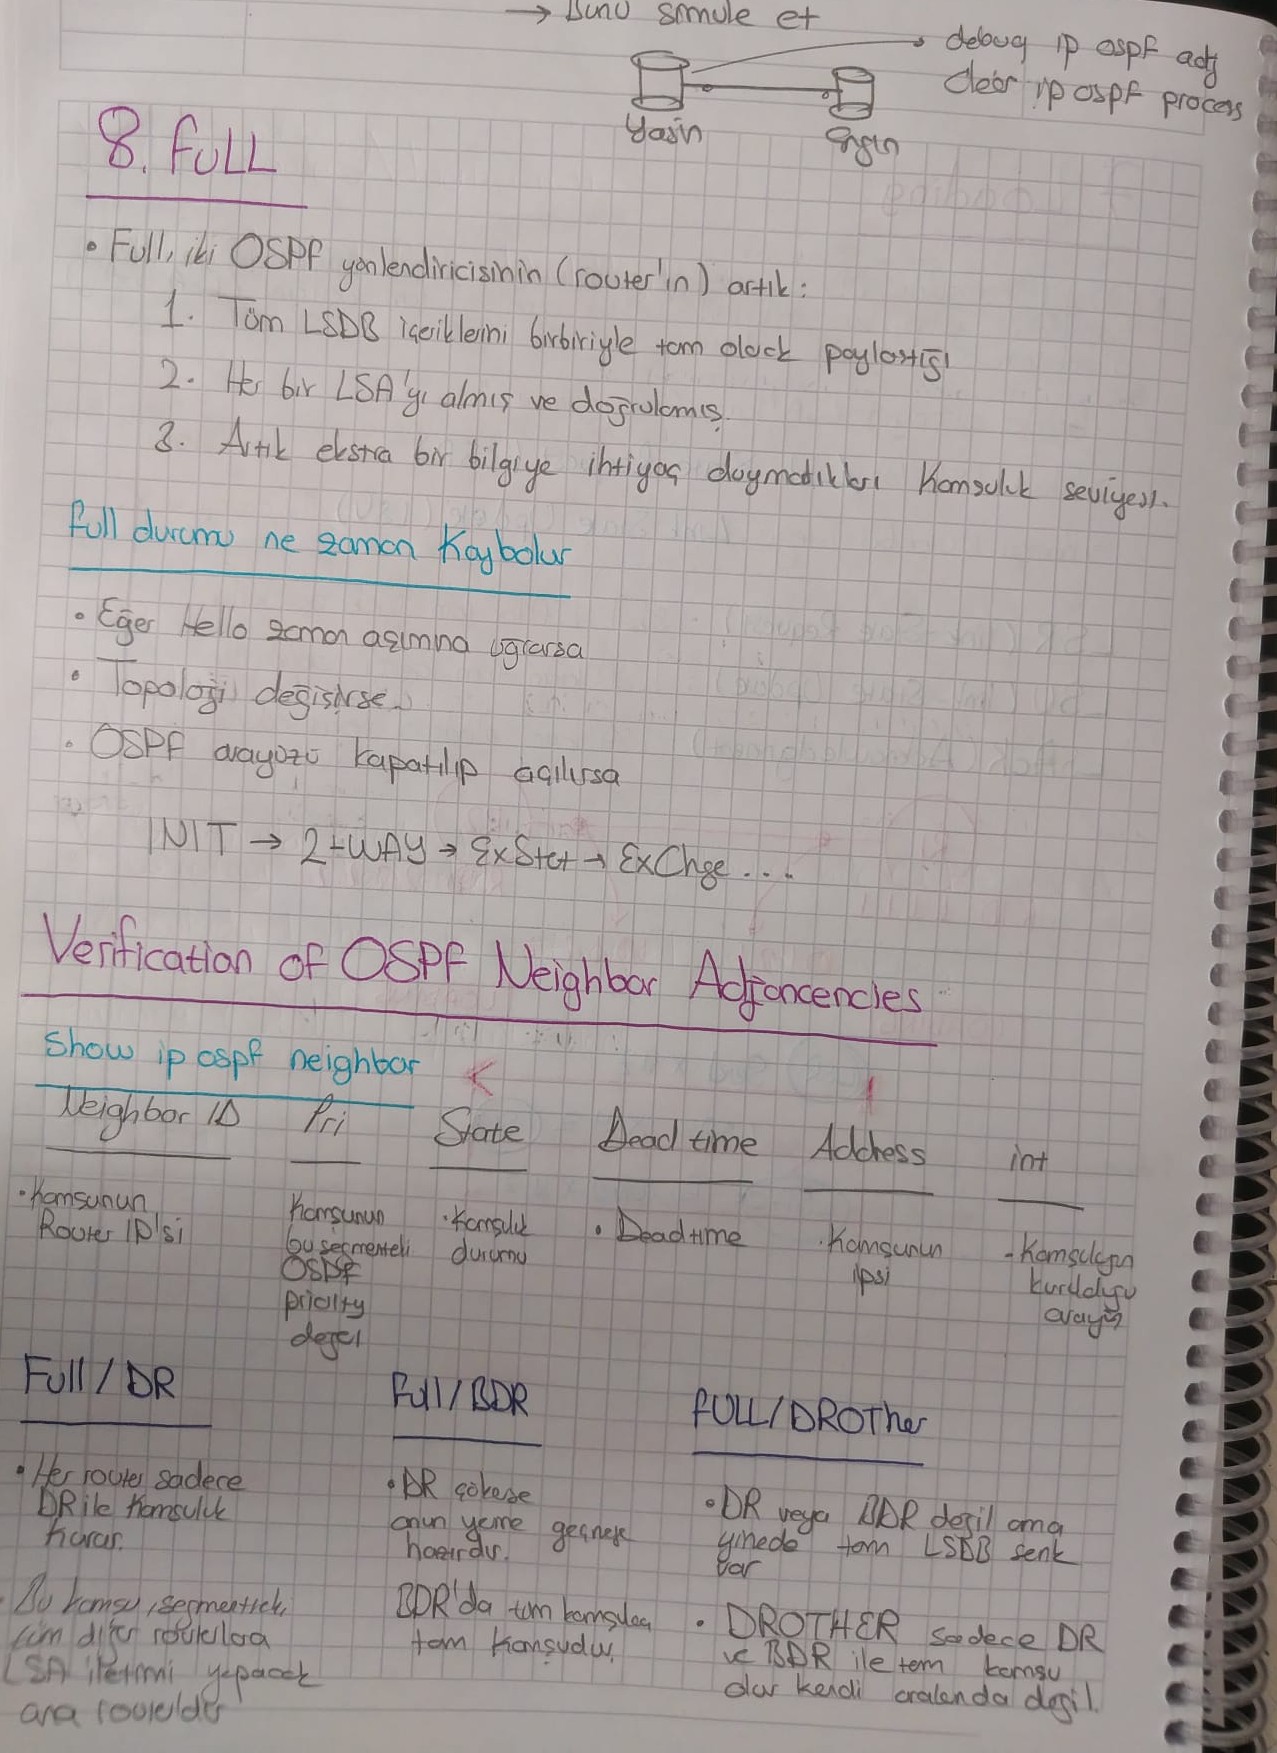 → Bunu simule et
debug ip ospf adj
clear ip ospf process
Yasin
Engin
8. FULL
• Full, iki OSPF yönlendiricisinin (router'ın) artık:
1. Tüm LSDB içeriklerini birbiriyle tam olarak paylaştığı
2. Her bir LSA'yı almış ve doğrulamış.
3. Artık ekstra bir bilgiye ihtiyaç duymadıkları Komşuluk seviyesi.
Full durumu ne zaman Kaybolur
• Eğer Hello zaman aşımına uğrarsa
• Topoloji değişirse.
• OSPF arayüzü kapatılıp açılırsa
INIT → 2-WAY → ExStart → ExChge ...
Verification of OSPF Neighbor Adjancencies
Show ip ospf neighbor
Neighbor ID Pri State Dead time Address int
• Komşunun
Router ID'si
Komşunun
bu segmenteki
OSPF
priority
değeri
• Komşuluk
durumu
• Deadtime
• Komşunun
ipsi
- Komşuluğun
kurulduğu
arayüz
Full / DR
• Her router sadece
DR ile Komşuluk
kurar.
• Bu komşu, segmentteki,
tüm diğer routerlara
LSA iletimi yapacak
ana routerdır
Full / BDR
• DR çökerse
onun yerine geçmeye
hazırdır.
BDR'da tüm komşulara
tam Komşudur.
FULL/DROTher
• DR veya BDR değil ama
yinede tam LSDB senk
var
• DROTHER sadece DR
ve BDR ile tam komşu
olur kendi aralarında değil.